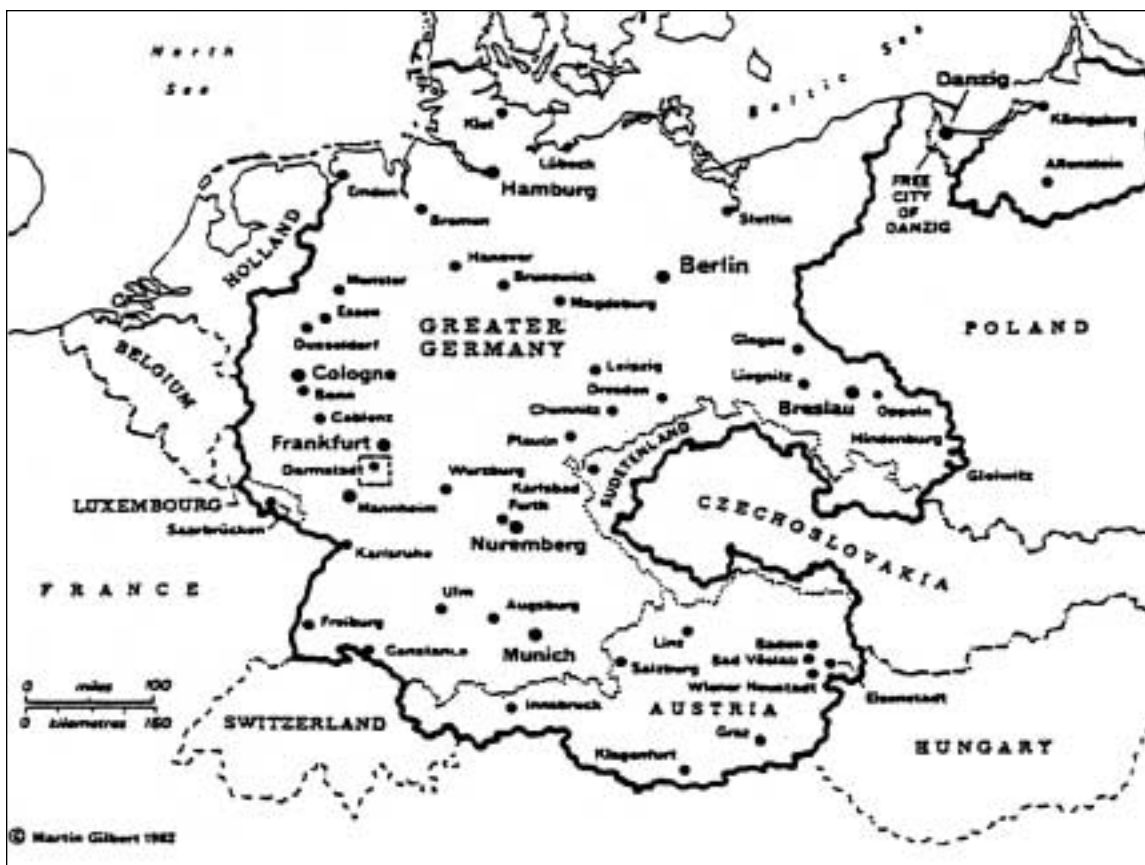 North
Sea
Baltic Sea
Danzig
Königsberg
Allenstein
FREE
CITY
OF
DANZIG
Kiel
Lübeck
Hamburg
Emden
Bremen
Stettin
HOLLAND
Hanover
Brunswick
Berlin
Munster
Magdeburg
Essen
Dusseldorf
GREATER
GERMANY
POLAND
BELGIUM
Cologne
Bonn
Coblenz
Leipzig
Dresden
Chemnitz
Plauen
Glogau
Liegnitz
Breslau
Oppeln
Hindenburg
Gleiwitz
Frankfurt
Darmstadt
Wurzburg
Karlsbad
SUDETENLAND
LUXEMBOURG
Mannheim
Furth
Nuremberg
Saarbrücken
Karlsruhe
CZECHOSLOVAKIA
FRANCE
Ulm
Augsburg
Freiburg
Munich
Constance
Linz
Salzburg
Baden
Bad Vöslau
Wiener Neustadt
Eisenstadt
0 miles 100
0 kilometres 150
SWITZERLAND
Innsbruck
AUSTRIA
Graz
Klagenfurt
HUNGARY
© Martin Gilbert 1982